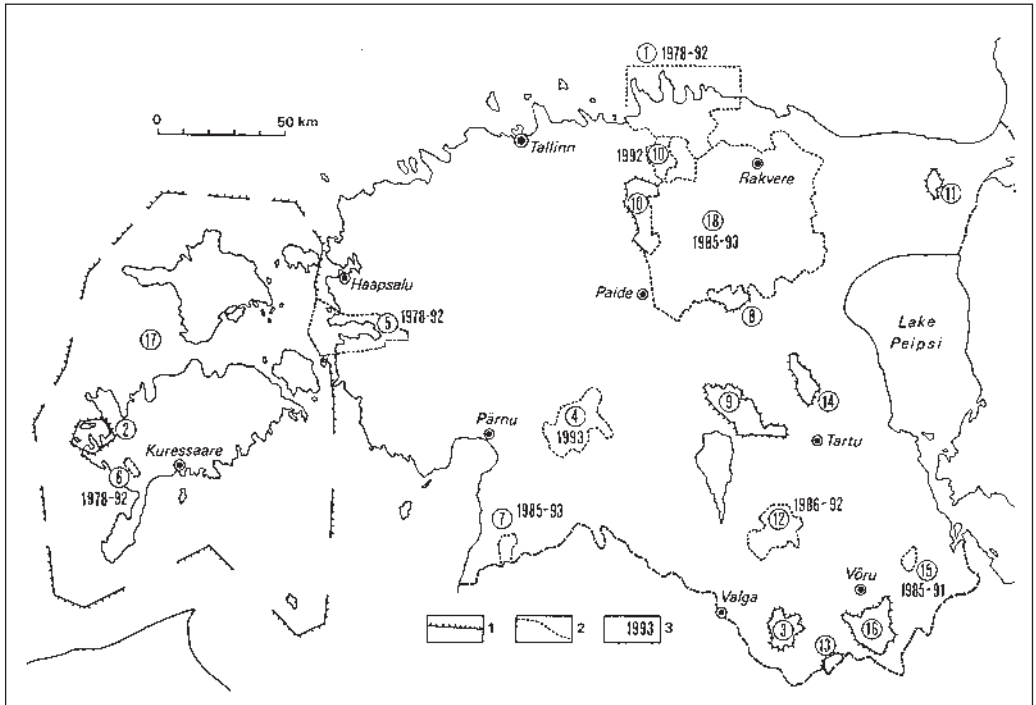 1 1978-92
0 50 km
Tallinn
1992 10
Rakvere
11
10
18
1985-93
Haapsalu
Paide
8
5 1978-92
Lake
Peipsi
17
14
9
4
1993
2
Pärnu
Tartu
Kuressaare
6
1978-92
1986-92
12
7 1985-93
15
1985-91
Võru
Valga
3
13
16
1
2
1993 3